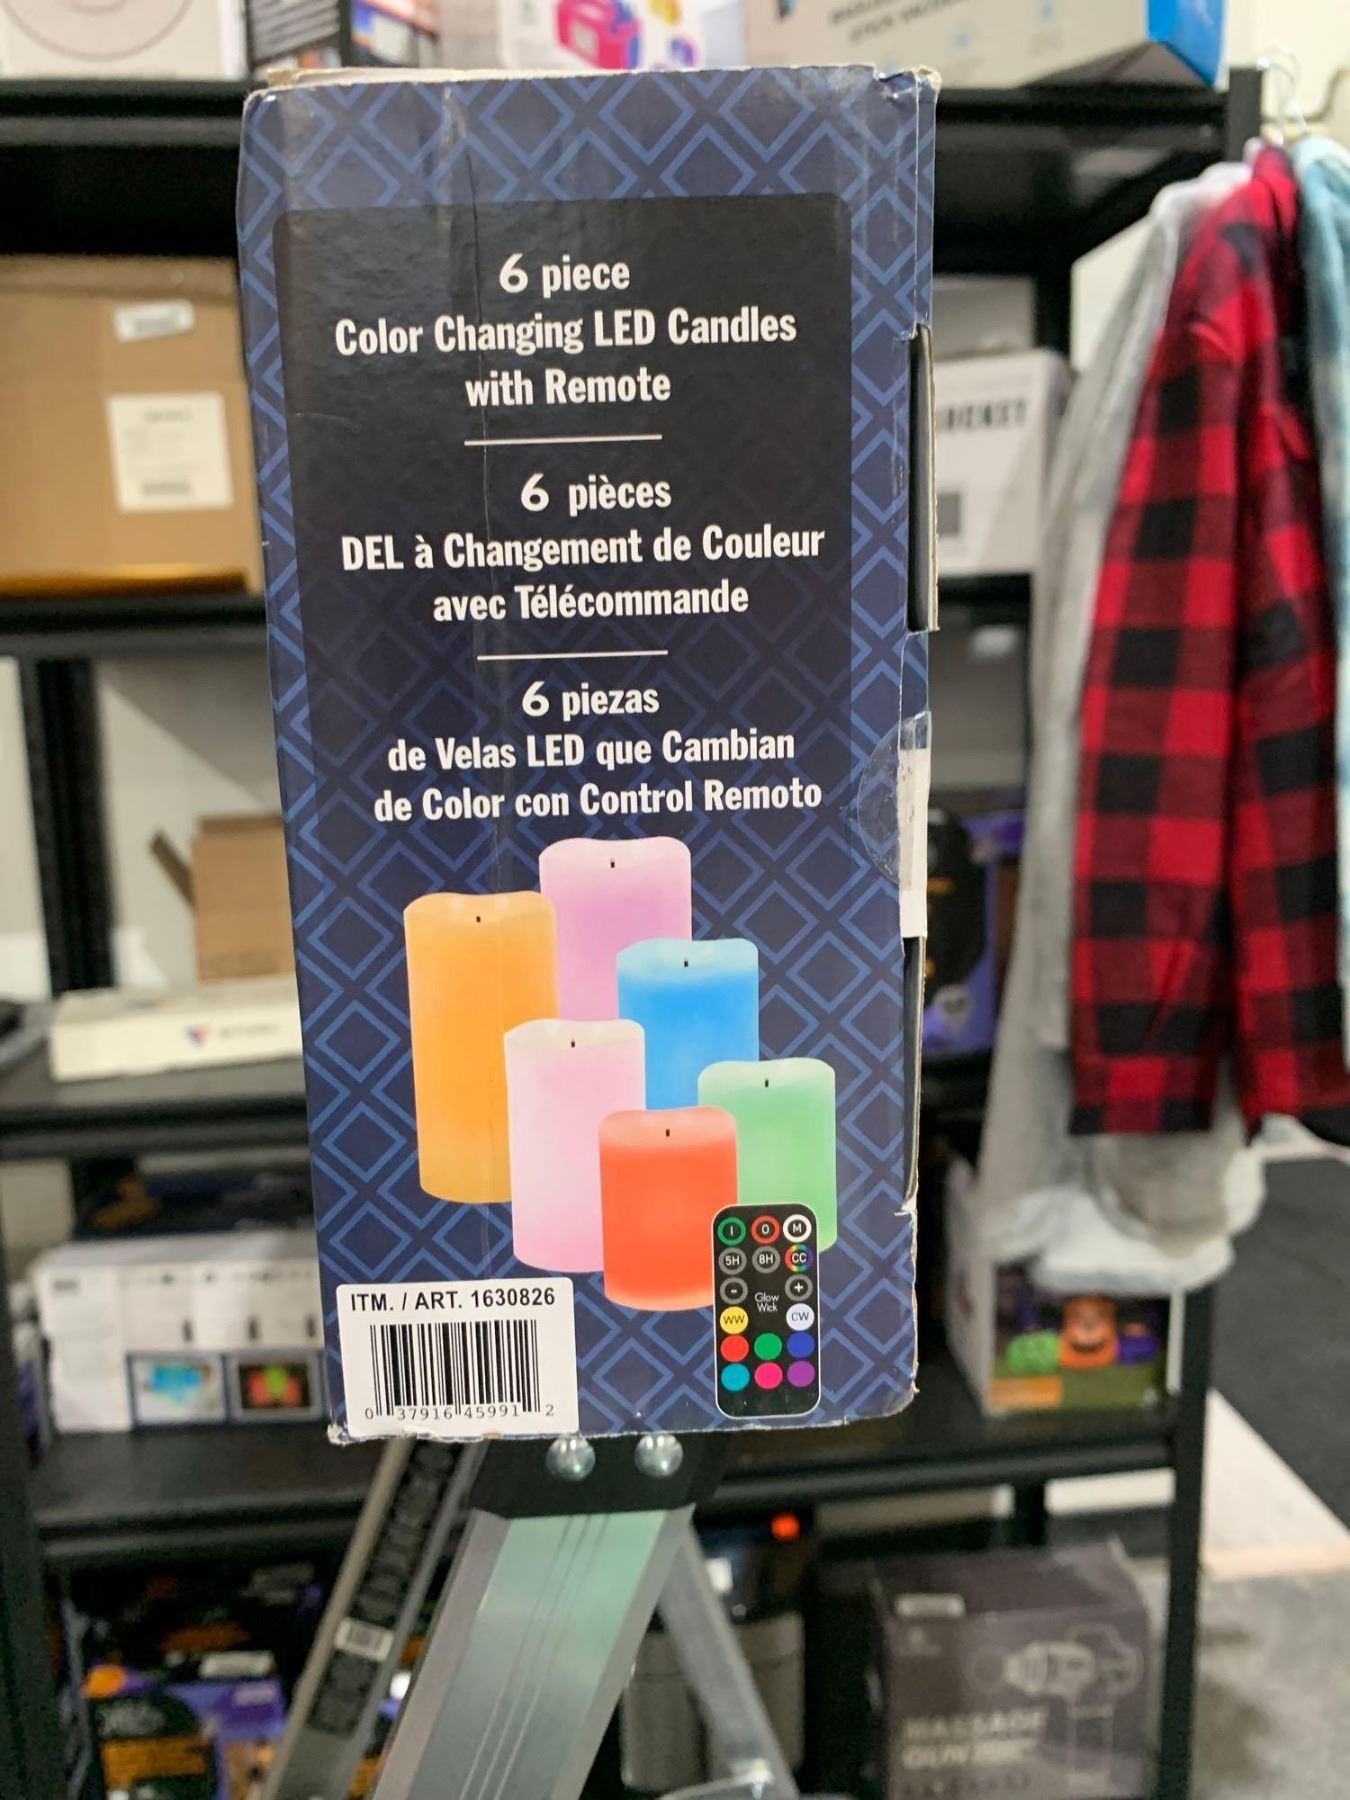 6 piece
Color Changing LED Candles
with Remote
6 pièces
DEL à Changement de Couleur
avec Télécommande
6 piezas
de Velas LED que Cambian
de Color con Control Remoto
I O M
5H 8H CC
- +
Glow
Wick
WW CW
ITM. / ART. 1630826
0 37916 45991 2
MASSAGE
GUN